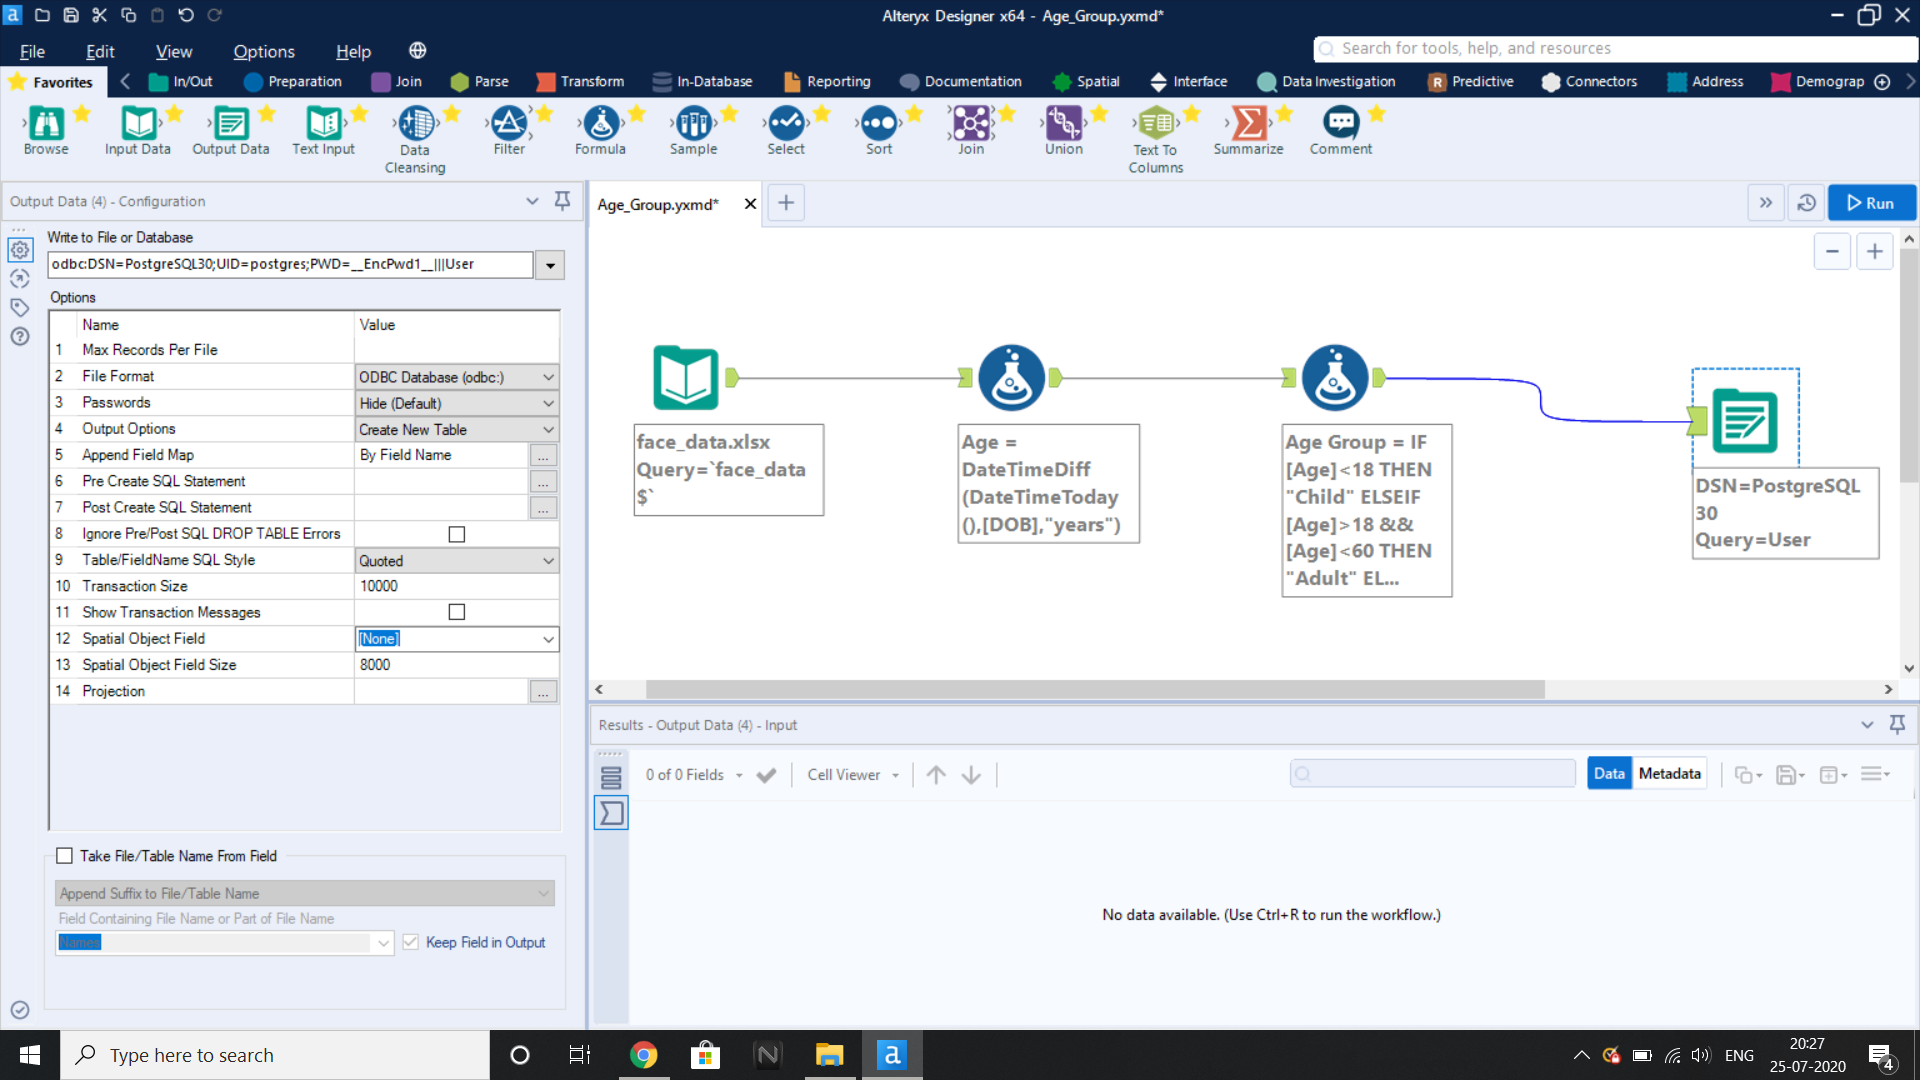 a
Alteryx Designer x64 - Age_Group.yxmd*
File Edit View Options Help
Search for tools, help, and resources
Favorites In/Out Preparation Join Parse Transform In-Database Reporting Documentation Spatial Interface Data Investigation R Predictive Connectors Address Demograp
Browse Input Data Output Data Text Input Data Cleansing Filter Formula Sample Select Sort Join Union Text To Columns Summarize Comment
Output Data (4) - Configuration
Age_Group.yxmd*
Run
Write to File or Database
odbc:DSN=PostgreSQL30;UID=postgres;PWD=__EncPwd1__|||User
Options
Name Value
1 Max Records Per File
2 File Format ODBC Database (odbc:)
3 Passwords Hide (Default)
4 Output Options Create New Table
5 Append Field Map By Field Name ...
6 Pre Create SQL Statement ...
7 Post Create SQL Statement ...
8 Ignore Pre/Post SQL DROP TABLE Errors
9 Table/FieldName SQL Style Quoted
10 Transaction Size 10000
11 Show Transaction Messages
12 Spatial Object Field [None]
13 Spatial Object Field Size 8000
14 Projection ...
Take File/Table Name From Field
Append Suffix to File/Table Name
Field Containing File Name or Part of File Name
Names
Keep Field in Output
face_data.xlsx
Query=`face_data
$`
Age =
DateTimeDiff
(DateTimeToday
(),[DOB],"years")
Age Group = IF
[Age]<18 THEN
"Child" ELSEIF
[Age]>18 &&
[Age]<60 THEN
"Adult" EL...
DSN=PostgreSQL
30
Query=User
Results - Output Data (4) - Input
0 of 0 Fields Cell Viewer Data Metadata
No data available. (Use Ctrl+R to run the workflow.)
Type here to search
N
a
ENG
20:27
25-07-2020
4